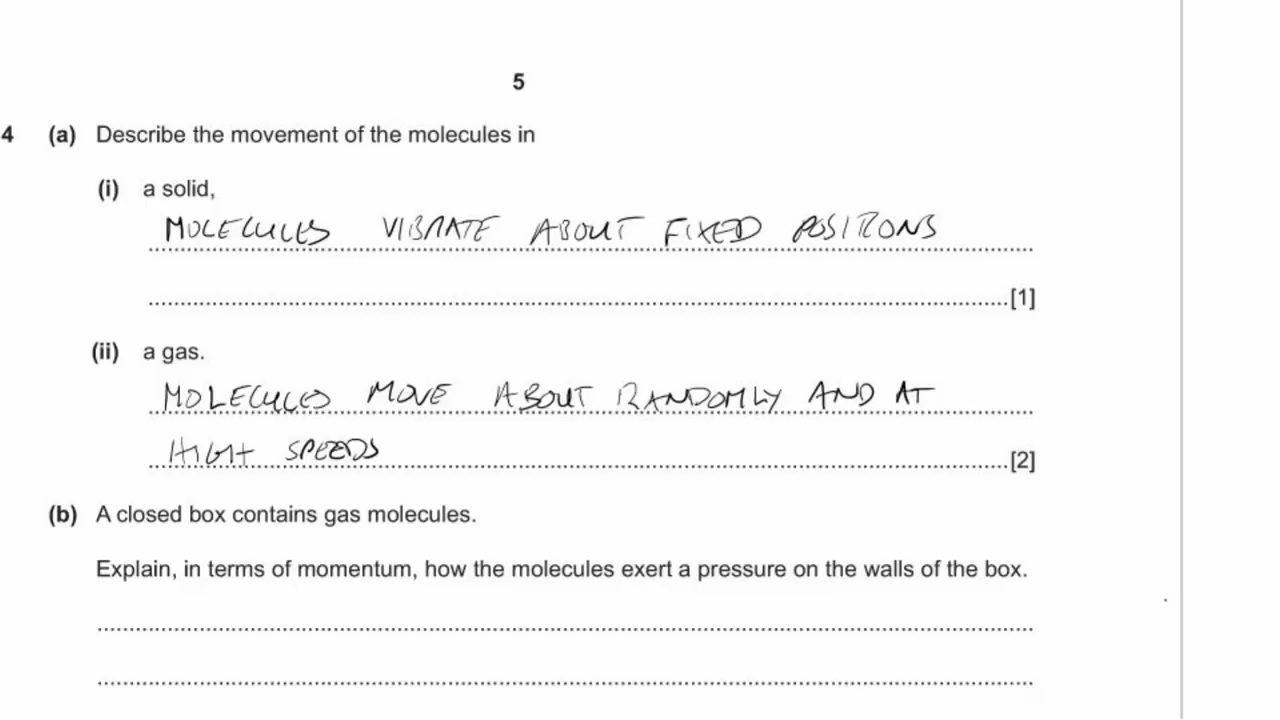 5
4 (a) Describe the movement of the molecules in
(i) a solid,
MOLECULES VIBRATE ABOUT FIXED POSITIONS
[1]
(ii) a gas.
MOLECULES MOVE ABOUT RANDOMLY AND AT
HIGH SPEEDS
[2]
(b) A closed box contains gas molecules.
Explain, in terms of momentum, how the molecules exert a pressure on the walls of the box.